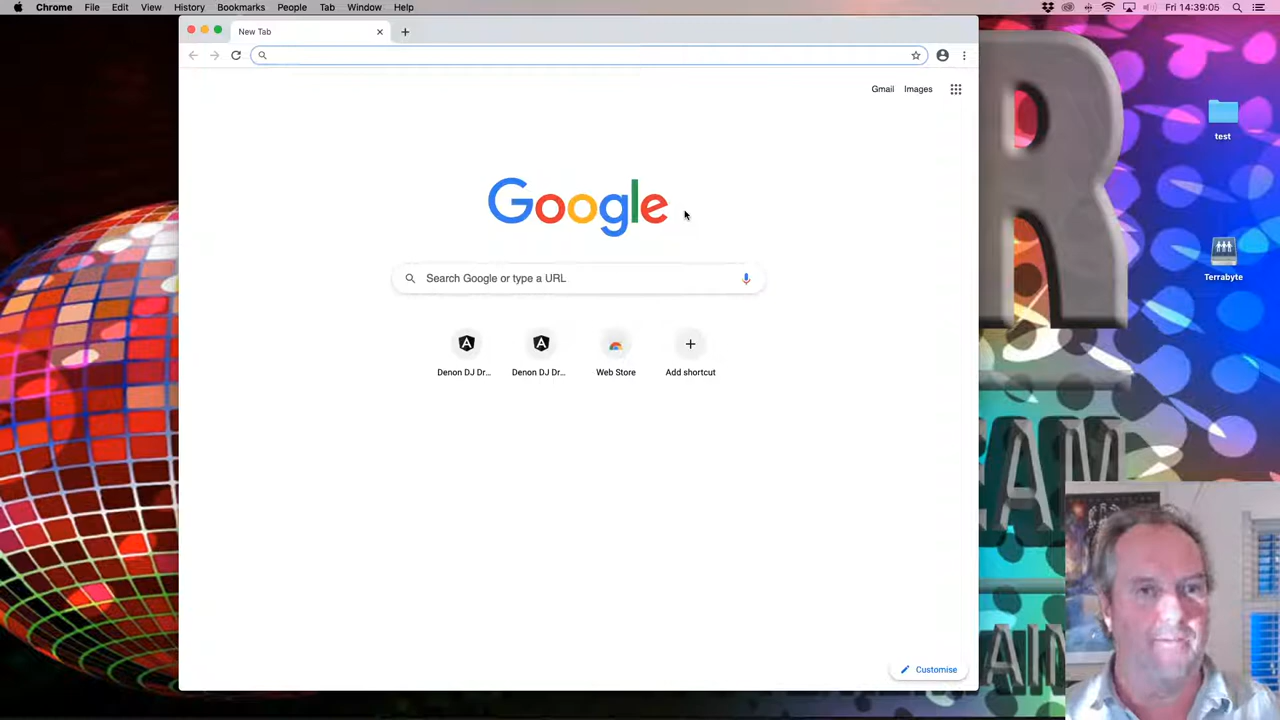 Chrome File Edit View History Bookmarks People Tab Window Help Fri 14:39:05
New Tab
Gmail Images
Google
Search Google or type a URL
Denon DJ Dr... Denon DJ Dr... Web Store Add shortcut
Customise
test
Terrabyte
R